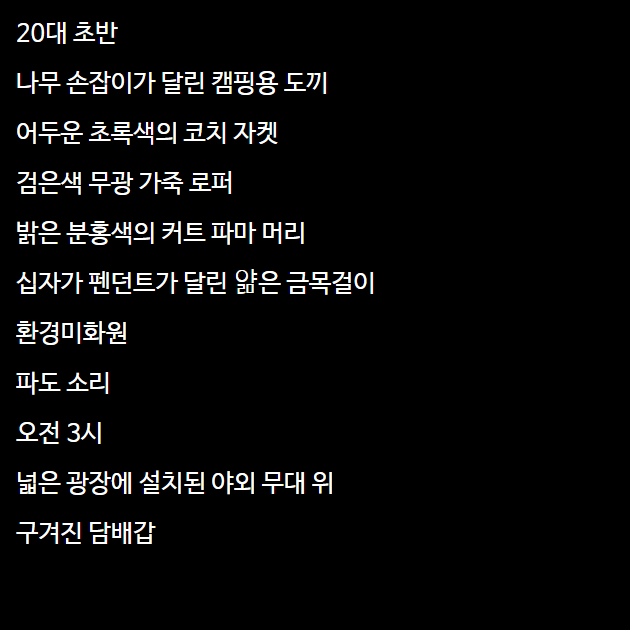 20대 초반
나무 손잡이가 달린 캠핑용 도끼
어두운 초록색의 코치 자켓
검은색 무광 가죽 로퍼
밝은 분홍색의 커트 파마 머리
십자가 펜던트가 달린 얊은 금목걸이
환경미화원
파도 소리
오전 3시
넓은 광장에 설치된 야외 무대 위
구겨진 담배갑